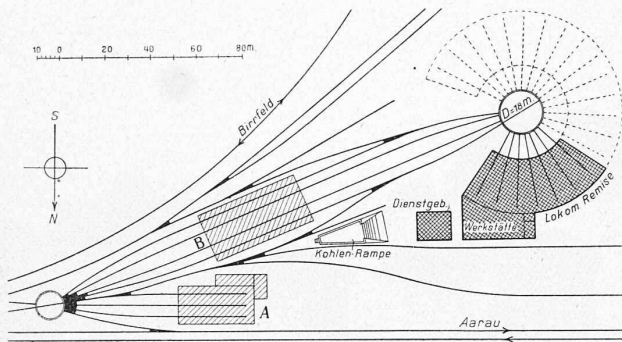 10 0 20 40 60 80m.
S
N
Birrfeld
D=18m.
Lokom Remise
Dienstgeb.
Werkstätte
Kohlen-Rampe
B
A
Aarau